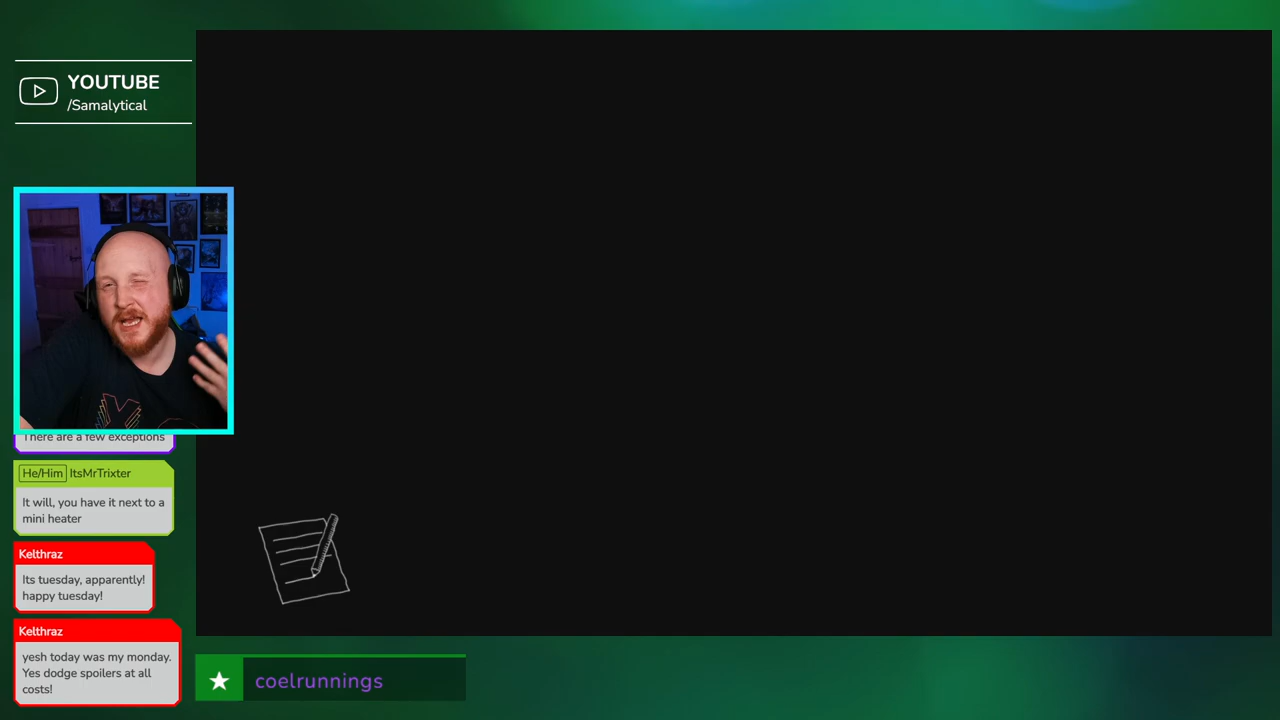 YOUTUBE
/Samalytical
There are a few exceptions
He/Him ItsMrTrixter
It will, you have it next to a
mini heater
Kelthraz
Its tuesday, apparently!
happy tuesday!
Kelthraz
yesh today was my monday.
Yes dodge spoilers at all
costs!
coelrunnings